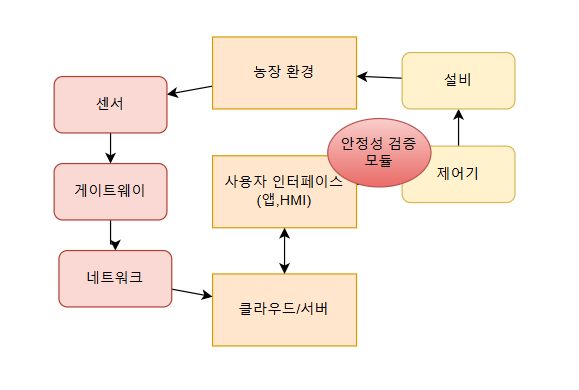 농장 환경
설비
센서
안정성 검증
모듈
게이트웨이
사용자 인터페이스
(앱,HMI)
제어기
네트워크
클라우드/서버